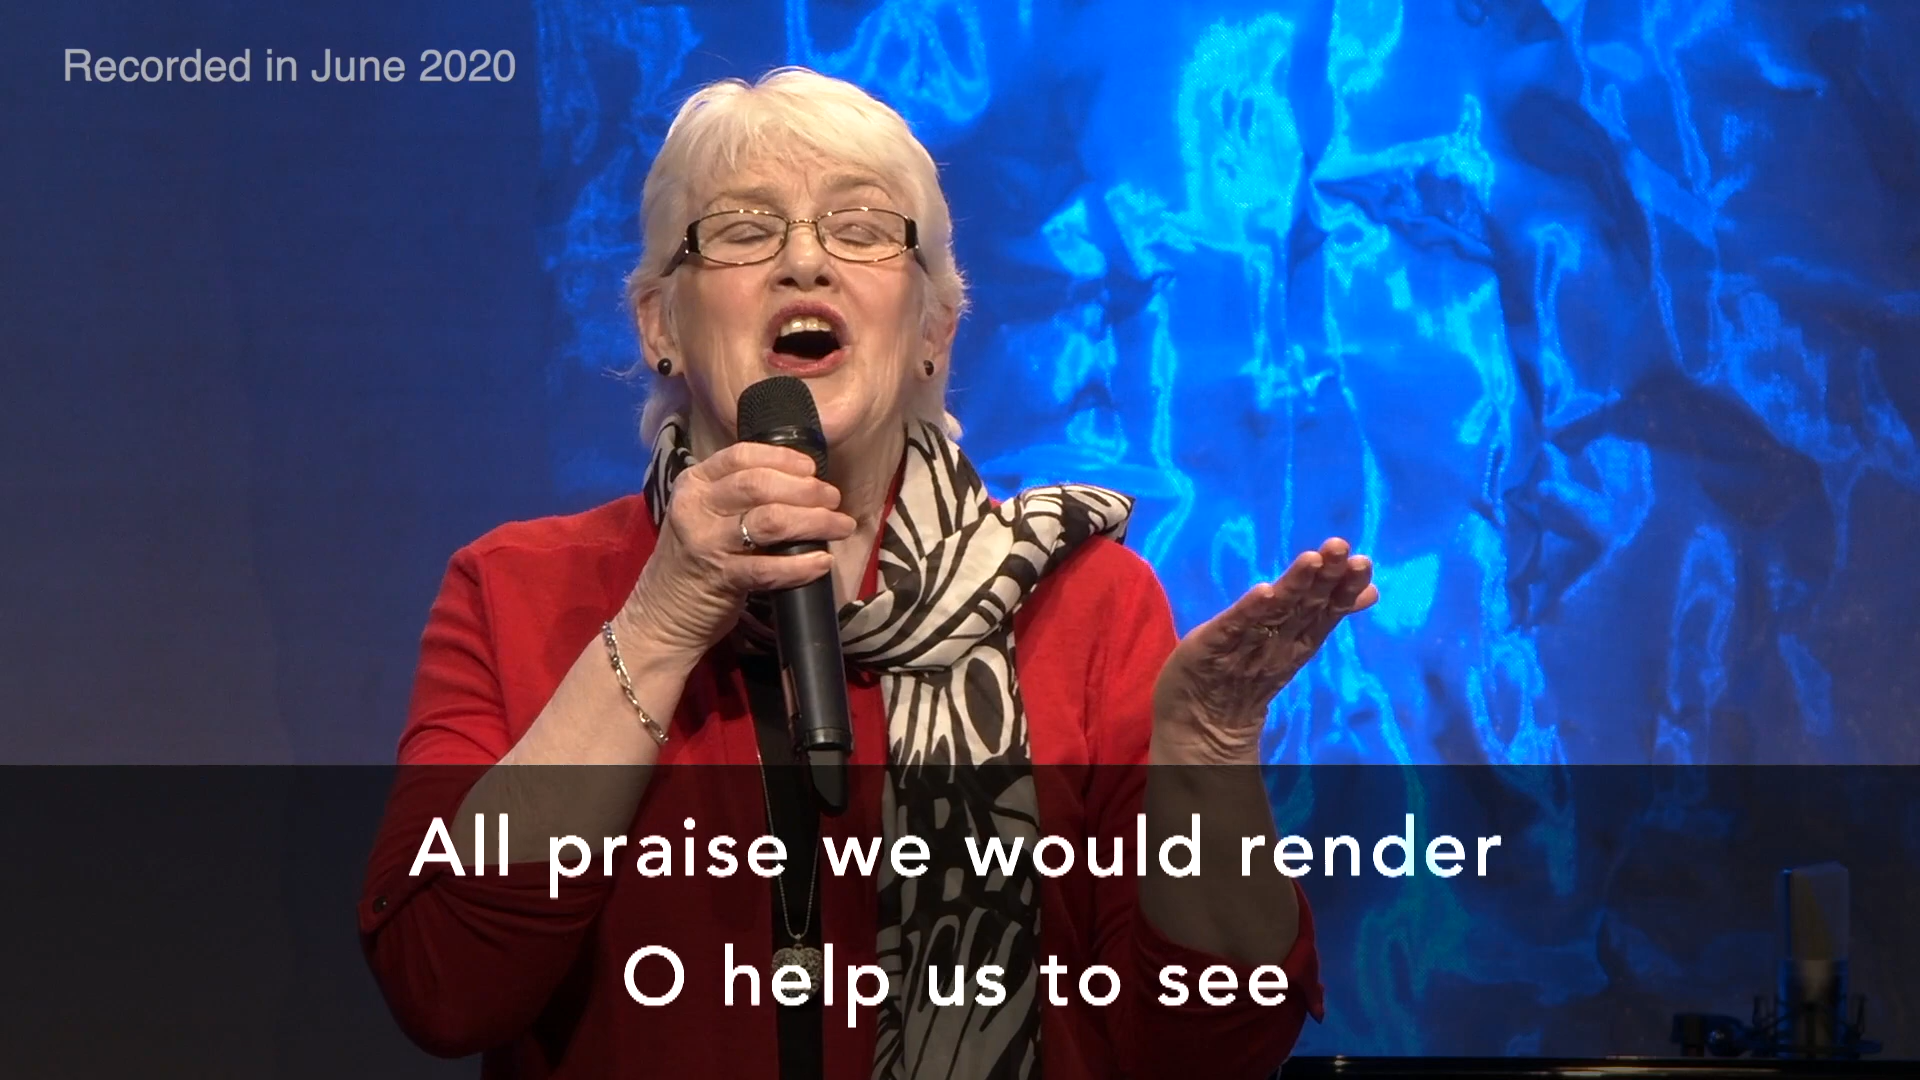 Recorded in June 2020
All praise we would render
O help us to see